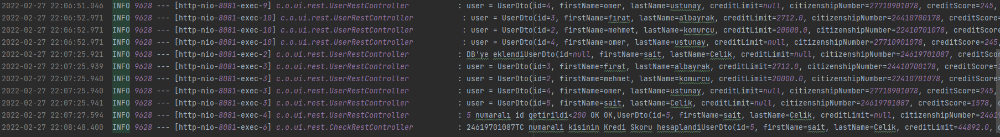 2022-02-27 22:06:51.046 INFO 9628 --- [http-nio-8081-exec-9] c.o.ui.rest.UserRestController : user = UserDto(id=4, firstName=omer, lastName=ustunay, creditLimit=null, citizenshipNumber=27710901078, creditScore=245,
2022-02-27 22:06:52.971 INFO 9628 --- [http-nio-8081-exec-10] c.o.ui.rest.UserRestController : user = UserDto(id=3, firstName=fırat, lastName=albayrak, creditLimit=2712.0, citizenshipNumber=24410700178, creditScore=
2022-02-27 22:06:52.971 INFO 9628 --- [http-nio-8081-exec-10] c.o.ui.rest.UserRestController : user = UserDto(id=2, firstName=mehmet, lastName=komurcu, creditLimit=20000.0, citizenshipNumber=22410701078, creditScore
2022-02-27 22:06:52.971 INFO 9628 --- [http-nio-8081-exec-10] c.o.ui.rest.UserRestController : user = UserDto(id=4, firstName=omer, lastName=ustunay, creditLimit=null, citizenshipNumber=27710901078, creditScore=245,
2022-02-27 22:07:25.921 INFO 9628 --- [http-nio-8081-exec-2] c.o.ui.rest.UserRestController : DB'ye eklendiUserDto(id=null, firstName=sait, lastName=Celik, creditLimit=null, citizenshipNumber=24619701087, creditScor
2022-02-27 22:07:25.939 INFO 9628 --- [http-nio-8081-exec-3] c.o.ui.rest.UserRestController : user = UserDto(id=3, firstName=fırat, lastName=albayrak, creditLimit=2712.0, citizenshipNumber=24410700178, creditScore=1
2022-02-27 22:07:25.940 INFO 9628 --- [http-nio-8081-exec-3] c.o.ui.rest.UserRestController : user = UserDto(id=2, firstName=mehmet, lastName=komurcu, creditLimit=20000.0, citizenshipNumber=22410701078, creditScore=
2022-02-27 22:07:25.940 INFO 9628 --- [http-nio-8081-exec-3] c.o.ui.rest.UserRestController : user = UserDto(id=4, firstName=omer, lastName=ustunay, creditLimit=null, citizenshipNumber=27710901078, creditScore=245,
2022-02-27 22:07:25.941 INFO 9628 --- [http-nio-8081-exec-3] c.o.ui.rest.UserRestController : user = UserDto(id=5, firstName=sait, lastName=Celik, creditLimit=null, citizenshipNumber=24619701087, creditScore=1578,
2022-02-27 22:07:27.594 INFO 9628 --- [http-nio-8081-exec-4] c.o.ui.rest.UserRestController : 5 numaralı id getirildi<200 OK OK,UserDto(id=5, firstName=sait, lastName=Celik, creditLimit=null, citizenshipNumber=24619
2022-02-27 22:08:48.400 INFO 9628 --- [http-nio-8081-exec-6] c.o.ui.rest.CheckRestController : 24619701087TC numarali kisinin Kredi Skoru hesaplandiUserDto(id=5, firstName=sait, lastName=Celik, creditLimit=44892.0,